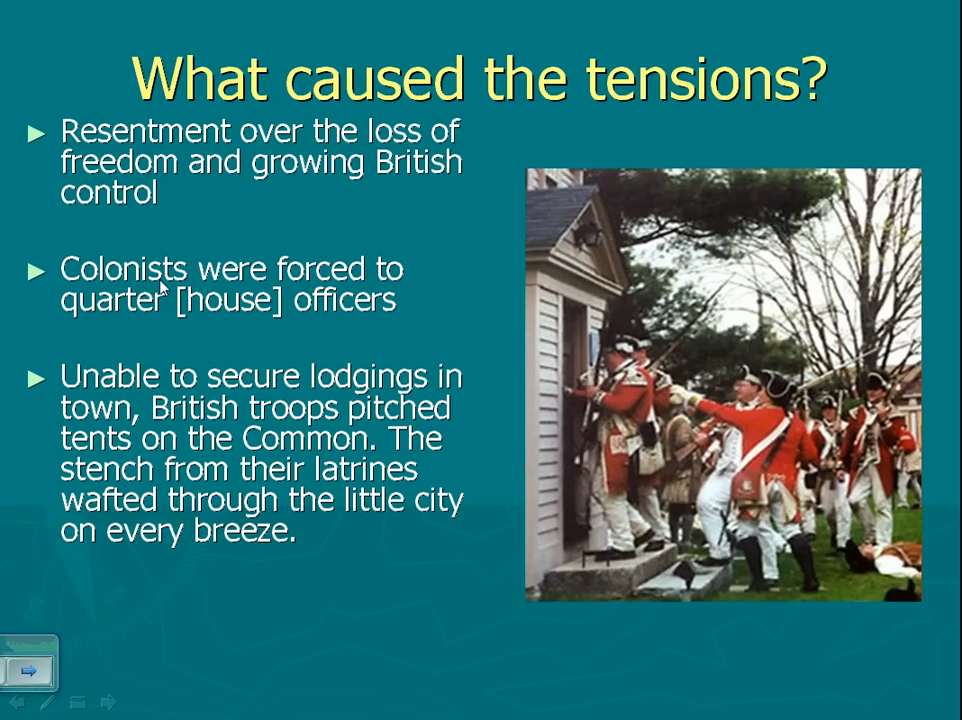 What caused the tensions?
► Resentment over the loss of
freedom and growing British
control
► Colonists were forced to
quarter [house] officers
► Unable to secure lodgings in
town, British troops pitched
tents on the Common. The
stench from their latrines
wafted through the little city
on every breeze.